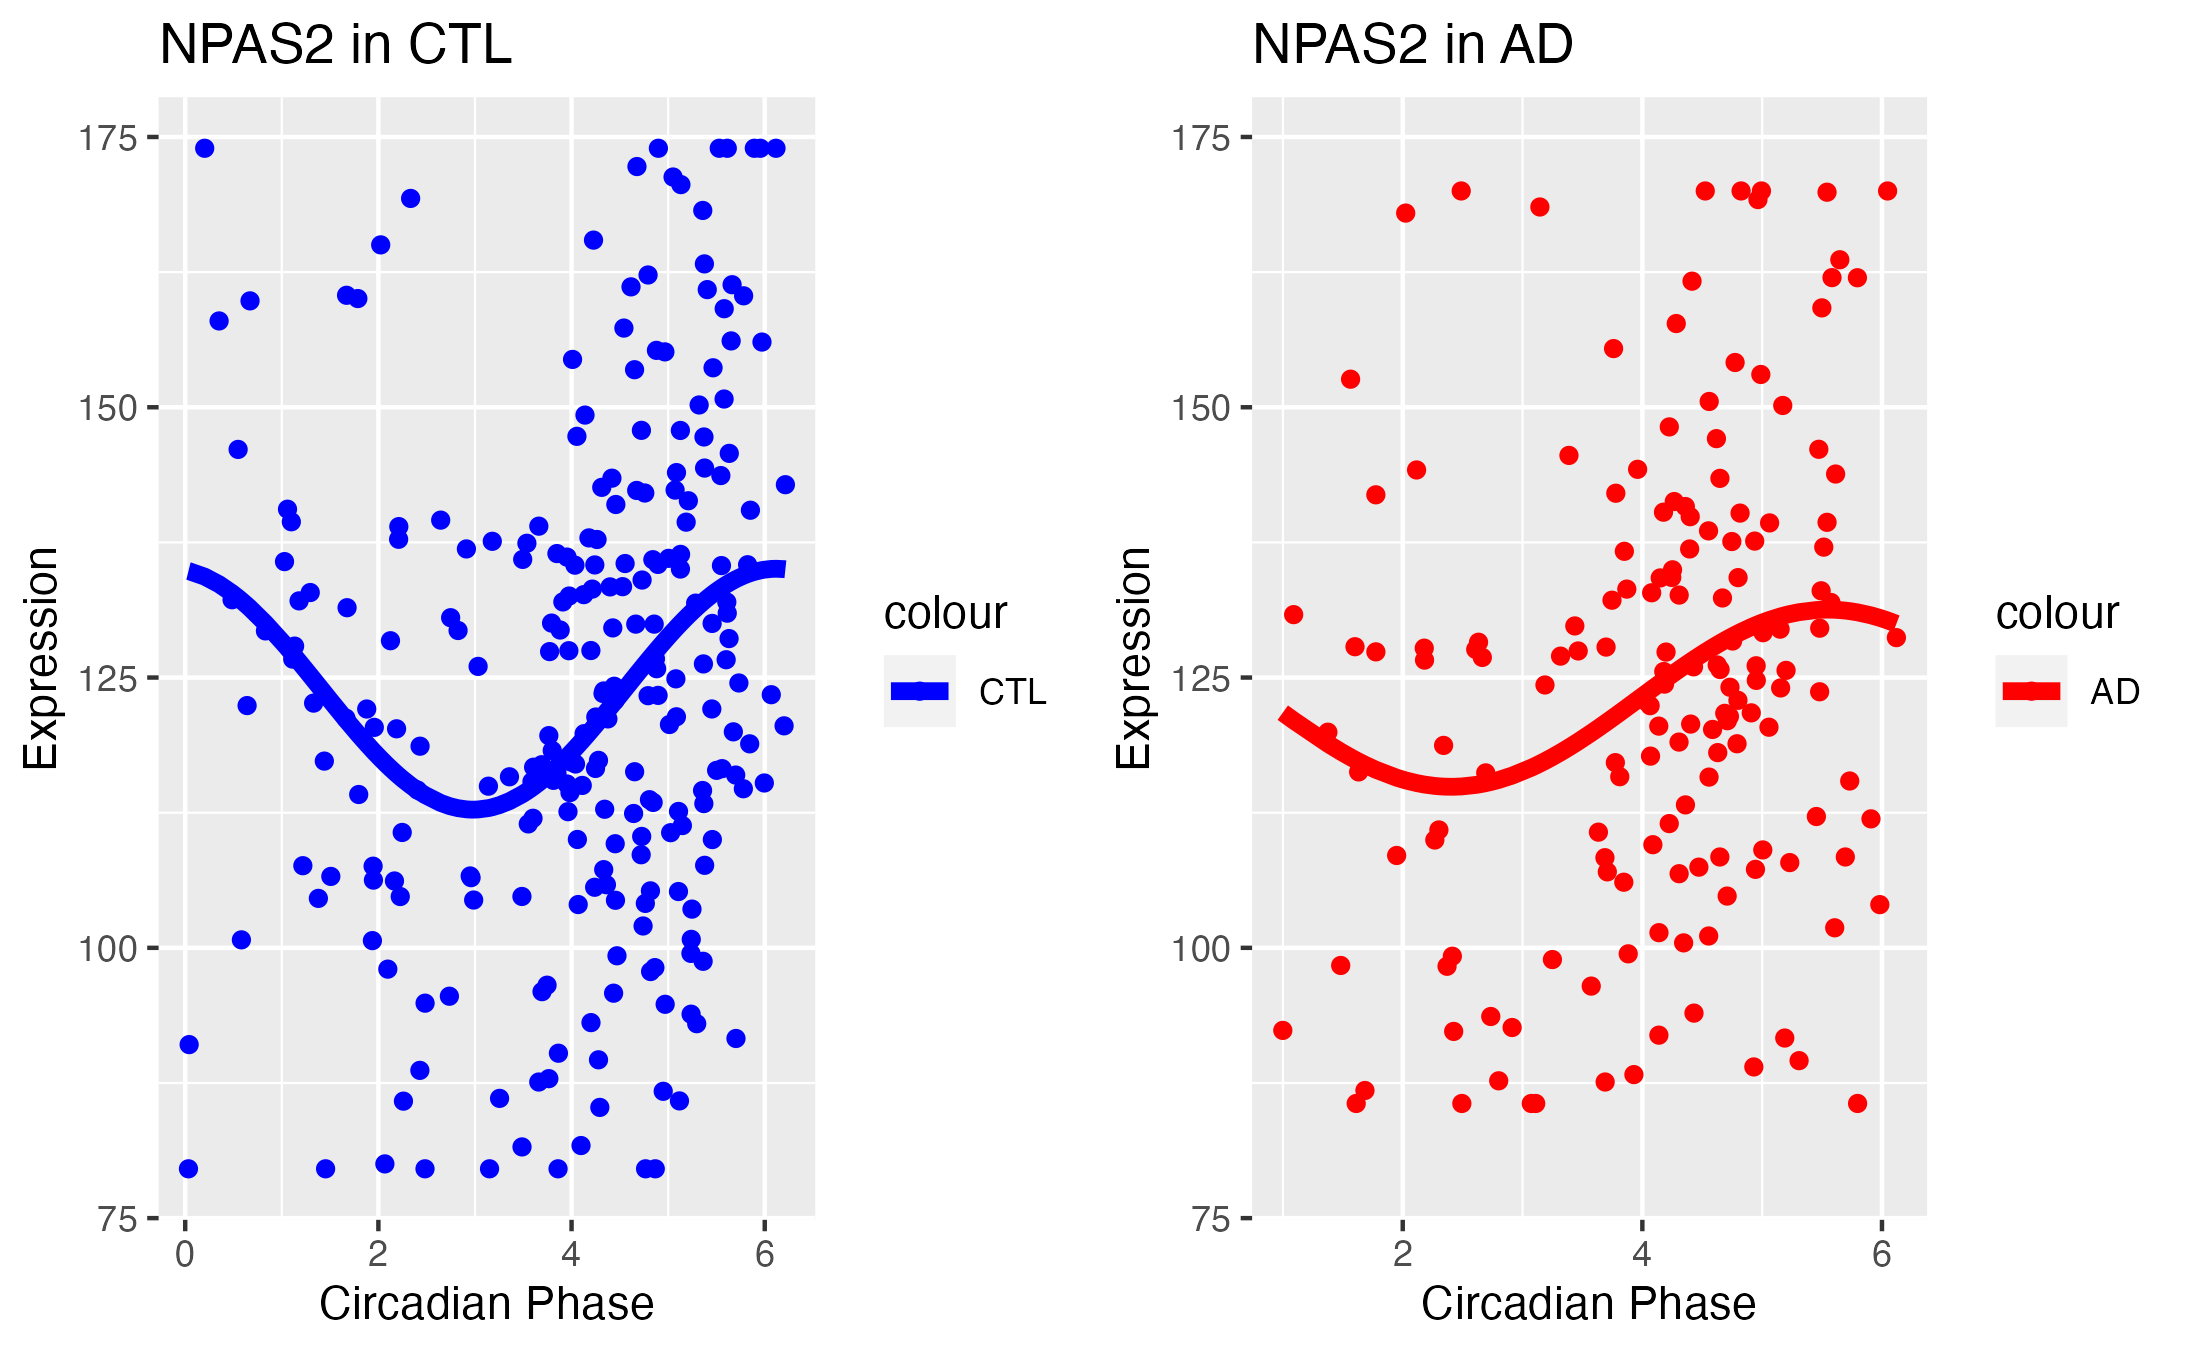 NPAS2 in CTL
175
150
125
100
75
0 2 4 6
Expression
Circadian Phase
colour
CTL
NPAS2 in AD
175
150
125
100
75
2 4 6
Expression
Circadian Phase
colour
AD